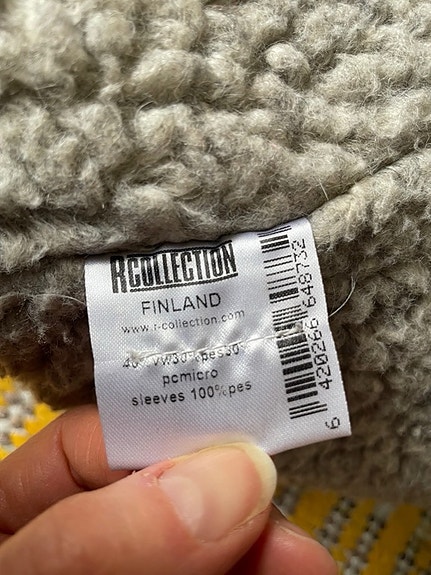 RCOLLECTION
FINLAND
www.r-collection.com
pcmicro
sleeves 100%pes
6 420266 648732